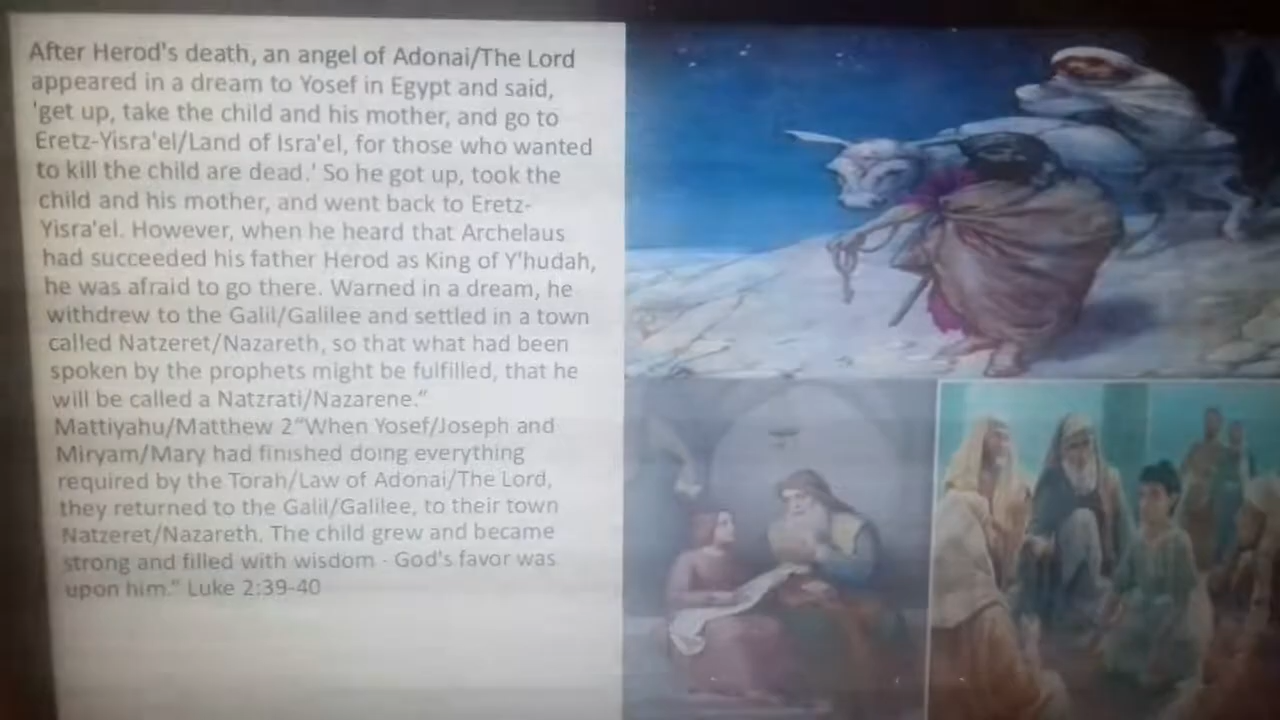 After Herod's death, an angel of Adonai/The Lord
appeared in a dream to Yosef in Egypt and said,
'get up, take the child and his mother, and go to
Eretz-Yisra'el/Land of Isra'el, for those who wanted
to kill the child are dead.' So he got up, took the
child and his mother, and went back to Eretz-
Yisra'el. However, when he heard that Archelaus
had succeeded his father Herod as King of Y'hudah,
he was afraid to go there. Warned in a dream, he
withdrew to the Galil/Galilee and settled in a town
called Natzeret/Nazareth, so that what had been
spoken by the prophets might be fulfilled, that he
will be called a Natzrati/Nazarene."
Mattiyahu/Matthew 2"When Yosef/Joseph and
Miryam/Mary had finished doing everything
required by the Torah/Law of Adonai/The Lord,
they returned to the Galil/Galilee, to their town
Natzeret/Nazareth. The child grew and became
strong and filled with wisdom - God's favor was
upon him." Luke 2:39-40